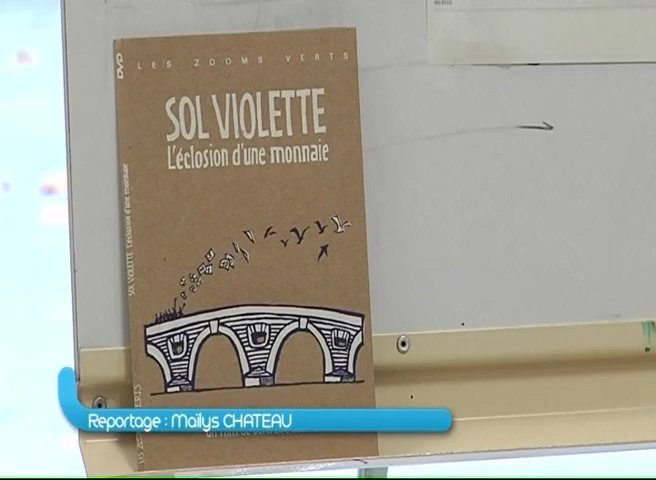 DVD
LES ZOOMS VERTS
SOL VIOLETTE
L'éclosion d'une monnaie
SOL VIOLETTE L'éclosion d'une monnaie
Reportage : Maïlys CHATEAU